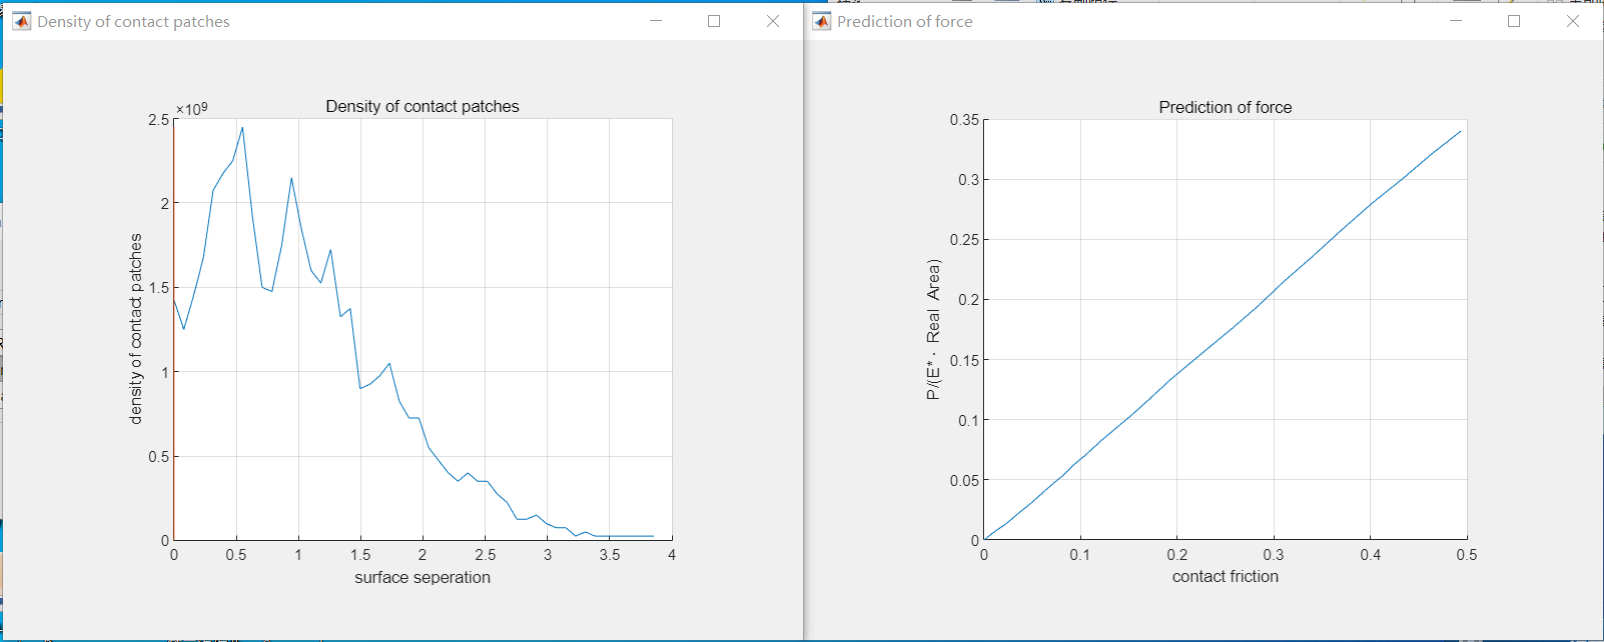 Density of contact patches
Prediction of force
Density of contact patches
×10⁹
2.5
2
1.5
1
0.5
0
density of contact patches
0 0.5 1 1.5 2 2.5 3 3.5 4
surface seperation
Prediction of force
0.35
0.3
0.25
0.2
0.15
0.1
0.05
0
P/(E*· Real Area)
0 0.1 0.2 0.3 0.4 0.5
contact friction